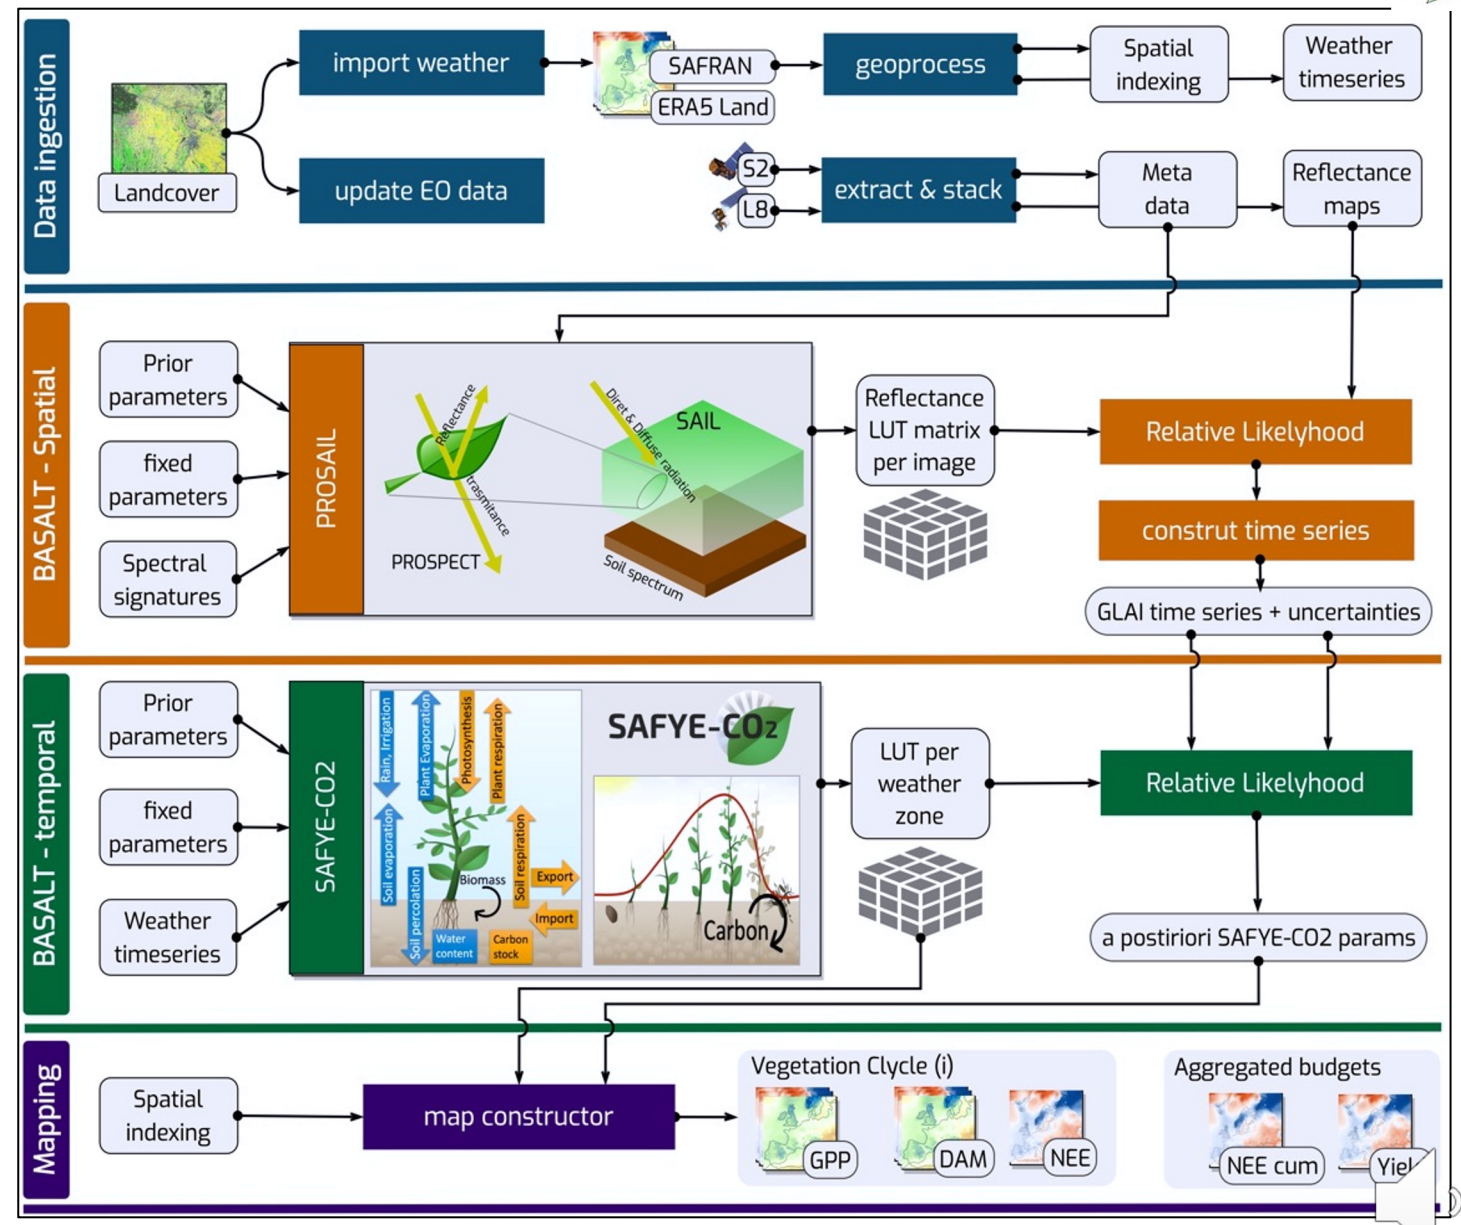 Data ingestion
Landcover
import weather
update EO data
SAFRAN
ERA5 Land
geoprocess
Spatial
indexing
Weather
timeseries
S2
L8
extract & stack
Meta
data
Reflectance
maps
BASALT - Spatial
Prior
parameters
fixed
parameters
Spectral
signatures
PROSAIL
Reflectance
trasmitance
PROSPECT
Diret & Diffuse radiation
SAIL
Soil spectrum
Reflectance
LUT matrix
per image
Relative Likelyhood
construt time series
GLAI time series + uncertainties
BASALT - temporal
Prior
parameters
fixed
parameters
Weather
timeseries
SAFYE-CO2
Rain, Irrigation
Plant Evaporation
Photosynthesis
Plant respiration
Soil evaporation
Soil percolation
Biomass
Soil respiration
Export
Import
Water
content
Carbon
stock
SAFYE-CO2
Carbon
LUT per
weather
zone
Relative Likelyhood
a postiriori SAFYE-CO2 params
Mapping
Spatial
indexing
map constructor
Vegetation Clycle (i)
GPP
DAM
NEE
Aggregated budgets
NEE cum